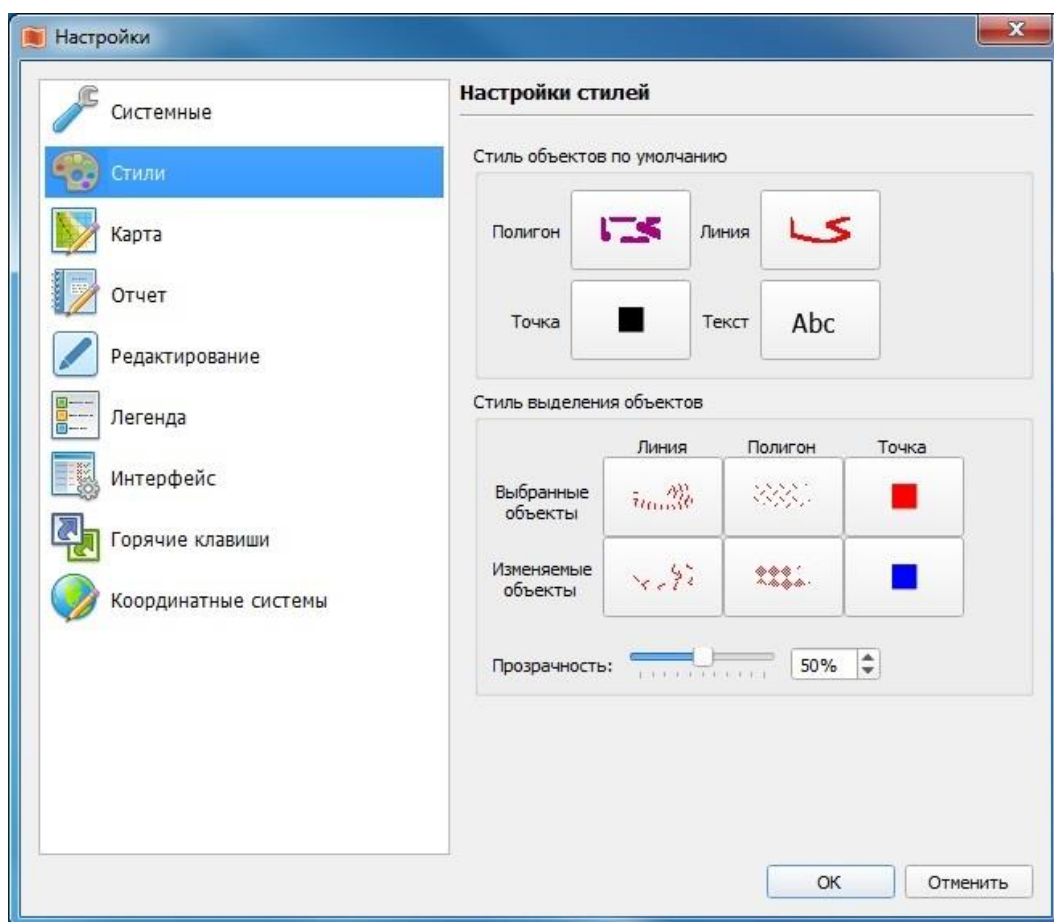 Настройки
Системные
Стили
Карта
Отчет
Редактирование
Легенда
Интерфейс
Горячие клавиши
Координатные системы
Настройки стилей
Стиль объектов по умолчанию
Полигон
Линия
Точка
Текст
Abc
Стиль выделения объектов
Линия Полигон Точка
Выбранные
объекты
Изменяемые
объекты
Прозрачность:
50%
ОК
Отменить